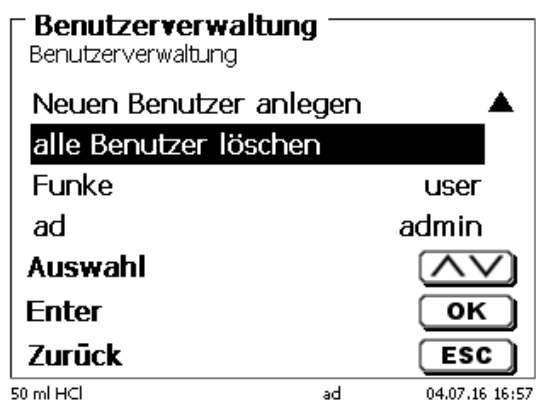 Benutzerverwaltung
Benutzerverwaltung
Neuen Benutzer anlegen
alle Benutzer löschen
Funke user
ad admin
Auswahl
Enter OK
Zurück ESC
50 ml HCl ad 04.07.16 16:57